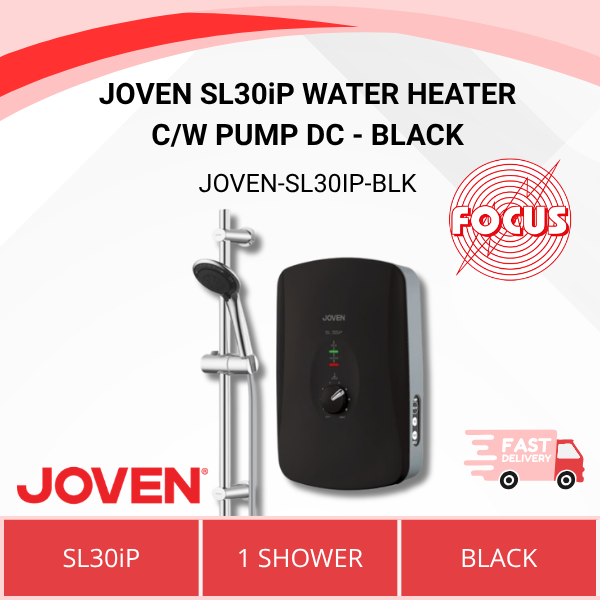 JOVEN SL30iP WATER HEATER
C/W PUMP DC - BLACK
JOVEN-SL30IP-BLK
FOCUS
JOVEN
FAST
DELIVERY
JOVEN®
SL30iP
1 SHOWER
BLACK